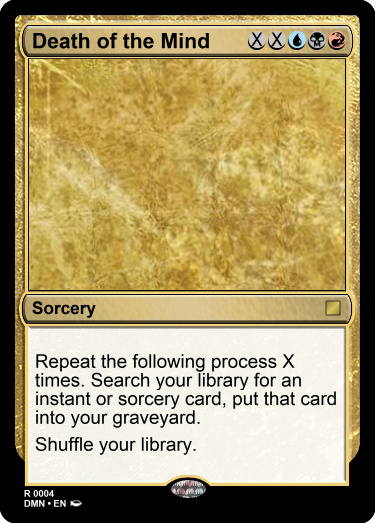 Death of the Mind XXUBR
Sorcery
Repeat the following process X
times. Search your library for an
instant or sorcery card, put that card
into your graveyard.
Shuffle your library.
R 0004
DMN • EN